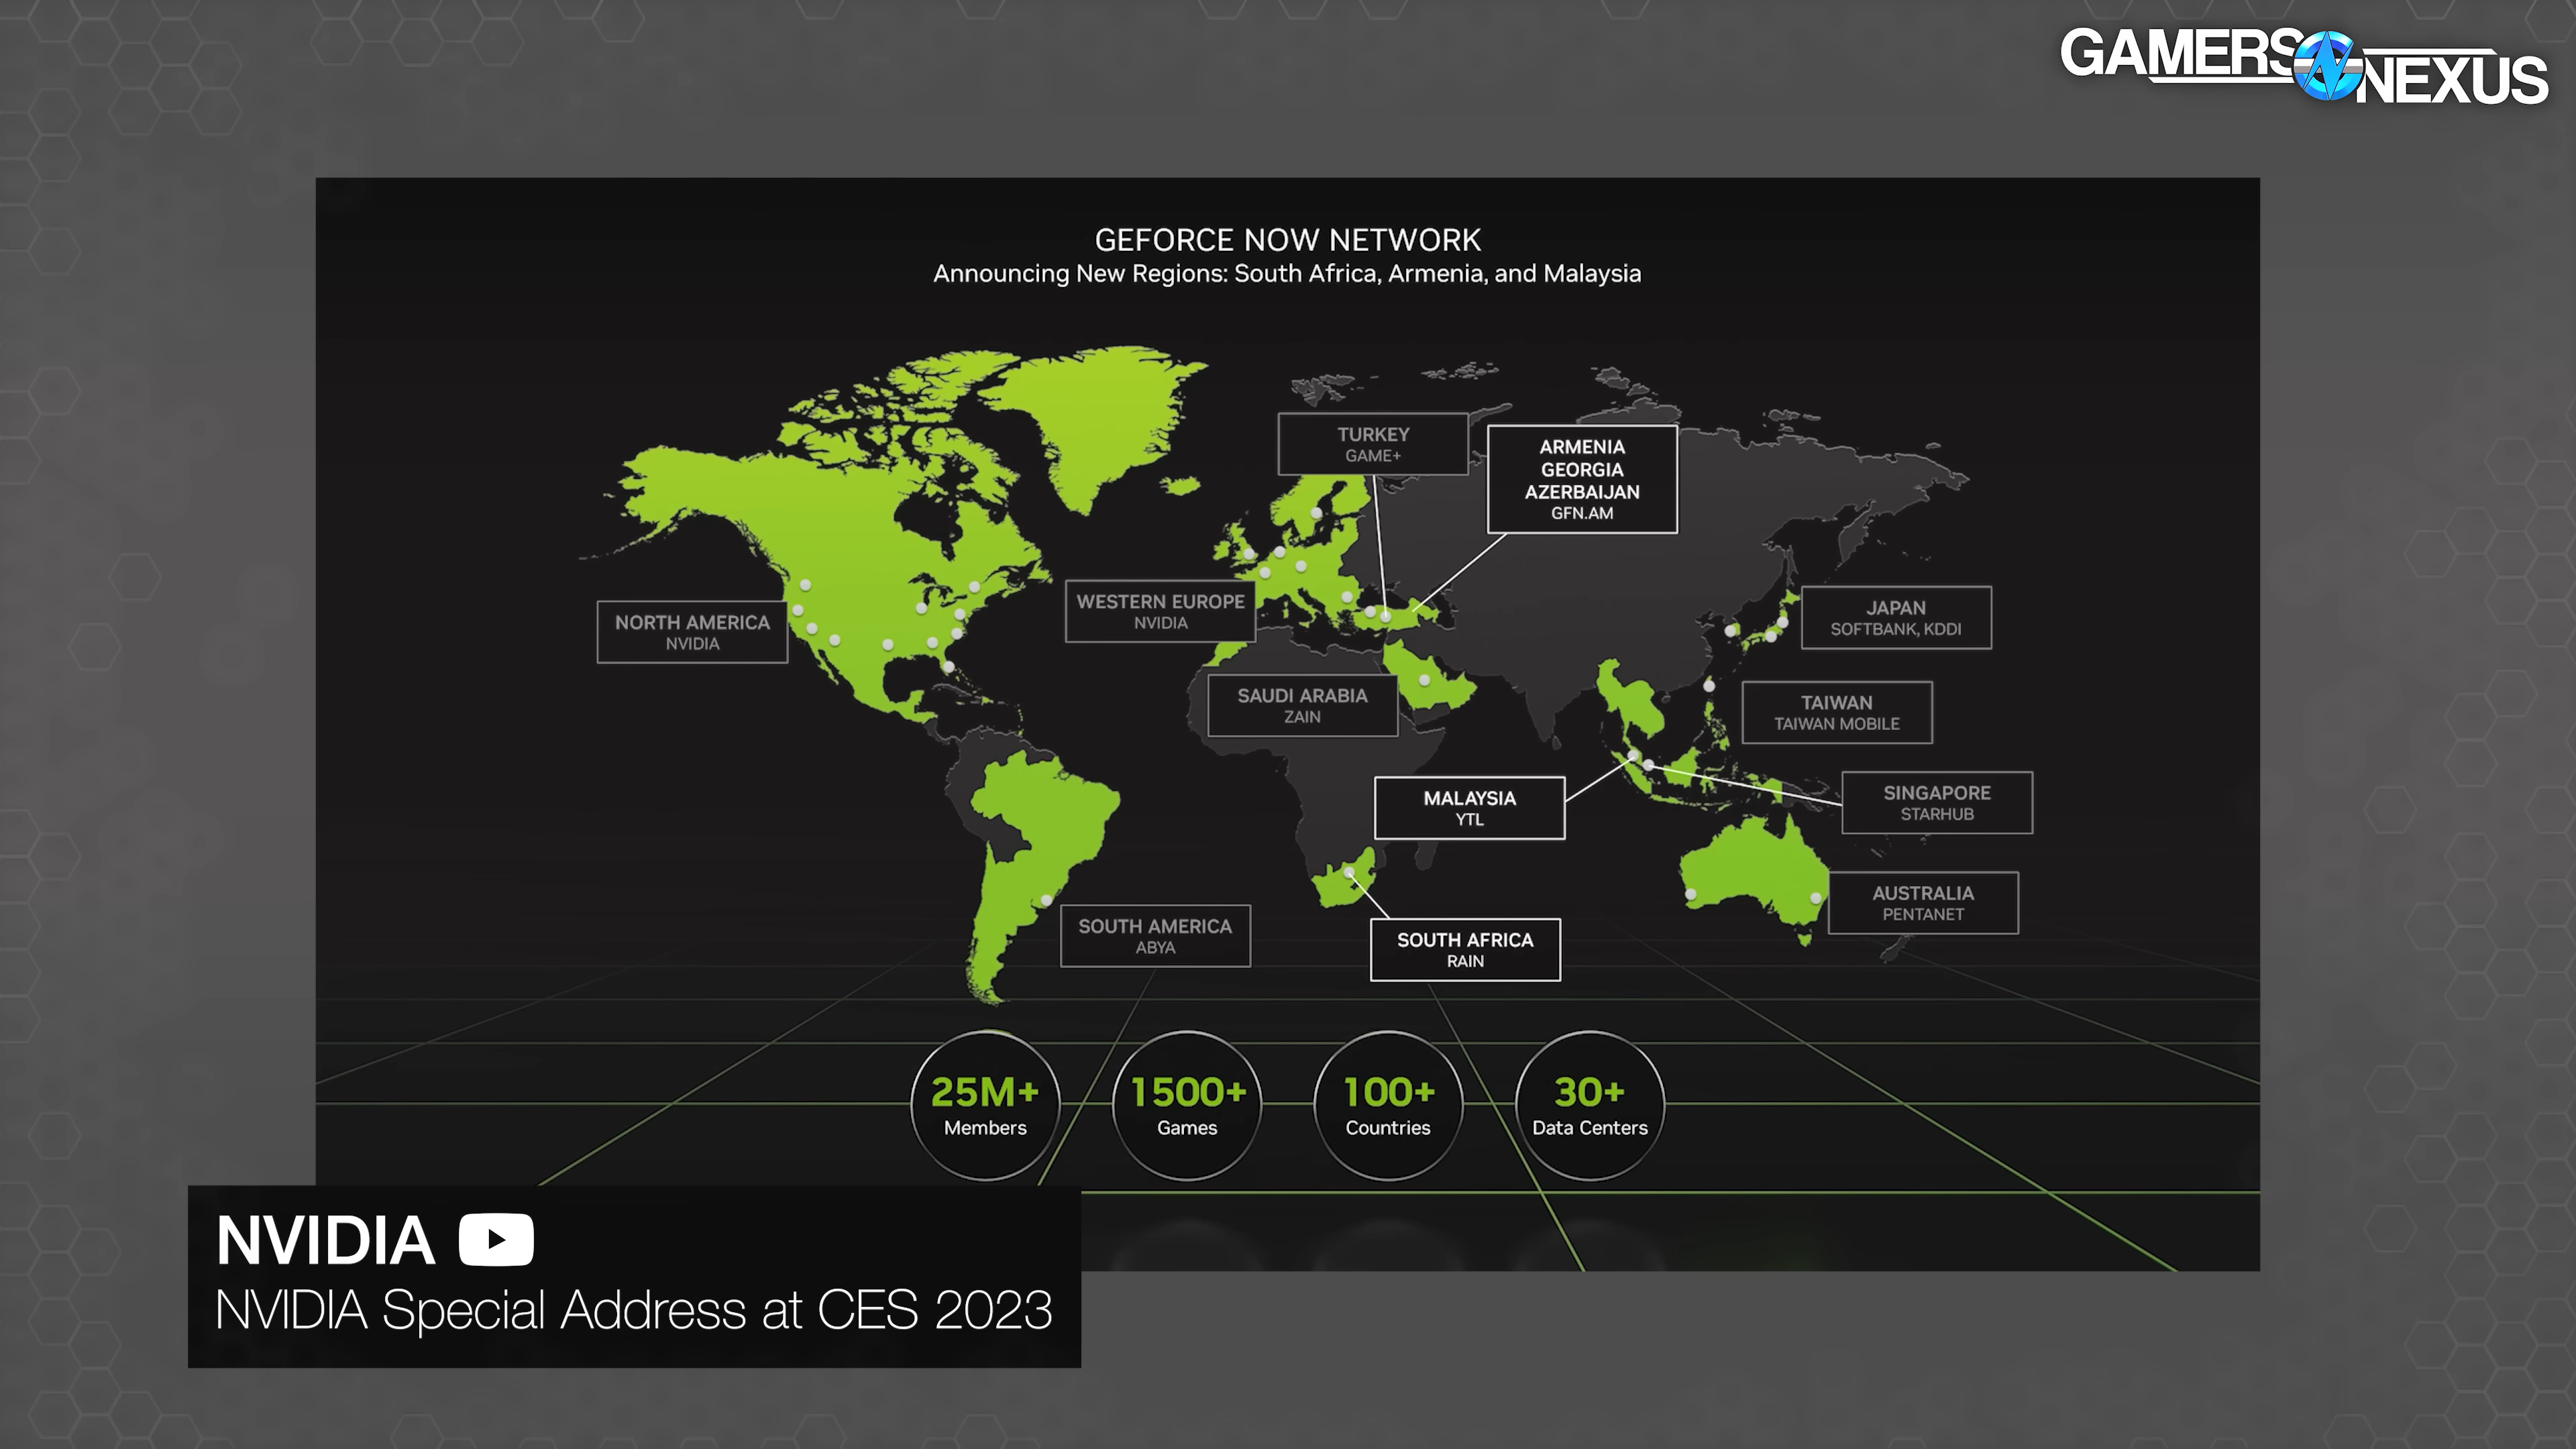 GAMERS NEXUS
GEFORCE NOW NETWORK
Announcing New Regions: South Africa, Armenia, and Malaysia
TURKEY
GAME+
ARMENIA
GEORGIA
AZERBAIJAN
GFN.AM
NORTH AMERICA
NVIDIA
WESTERN EUROPE
NVIDIA
JAPAN
SOFTBANK, KDDI
SAUDI ARABIA
ZAIN
TAIWAN
TAIWAN MOBILE
MALAYSIA
YTL
SINGAPORE
STARHUB
AUSTRALIA
PENTANET
SOUTH AMERICA
ABYA
SOUTH AFRICA
RAIN
25M+
Members
1500+
Games
100+
Countries
30+
Data Centers
NVIDIA
NVIDIA Special Address at CES 2023